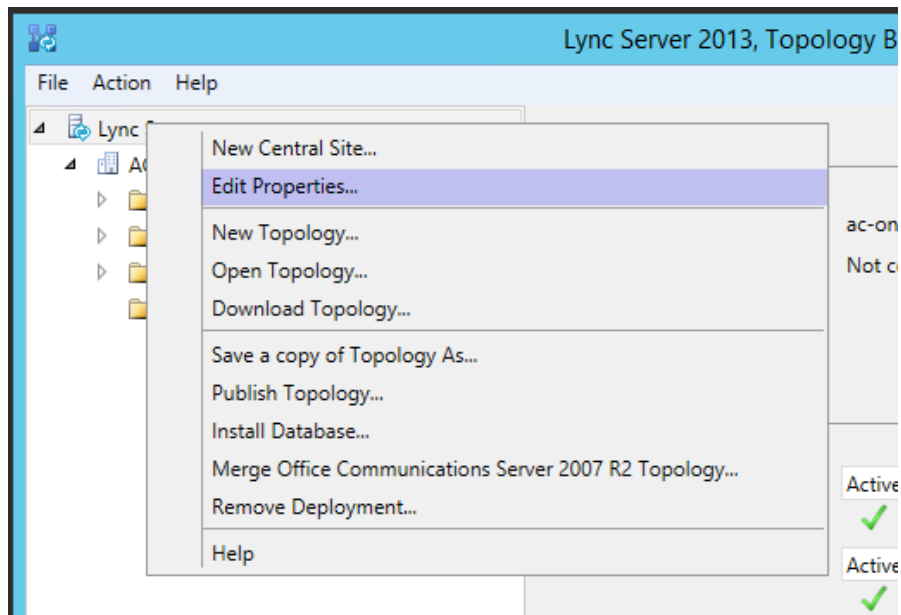 Lync Server 2013, Topology B
File Action Help
Lync S
New Central Site...
Edit Properties...
ac-on
New Topology...
Not c
Open Topology...
Download Topology...
Save a copy of Topology As...
Publish Topology...
Install Database...
Merge Office Communications Server 2007 R2 Topology...
Active
Remove Deployment...
Help
Active